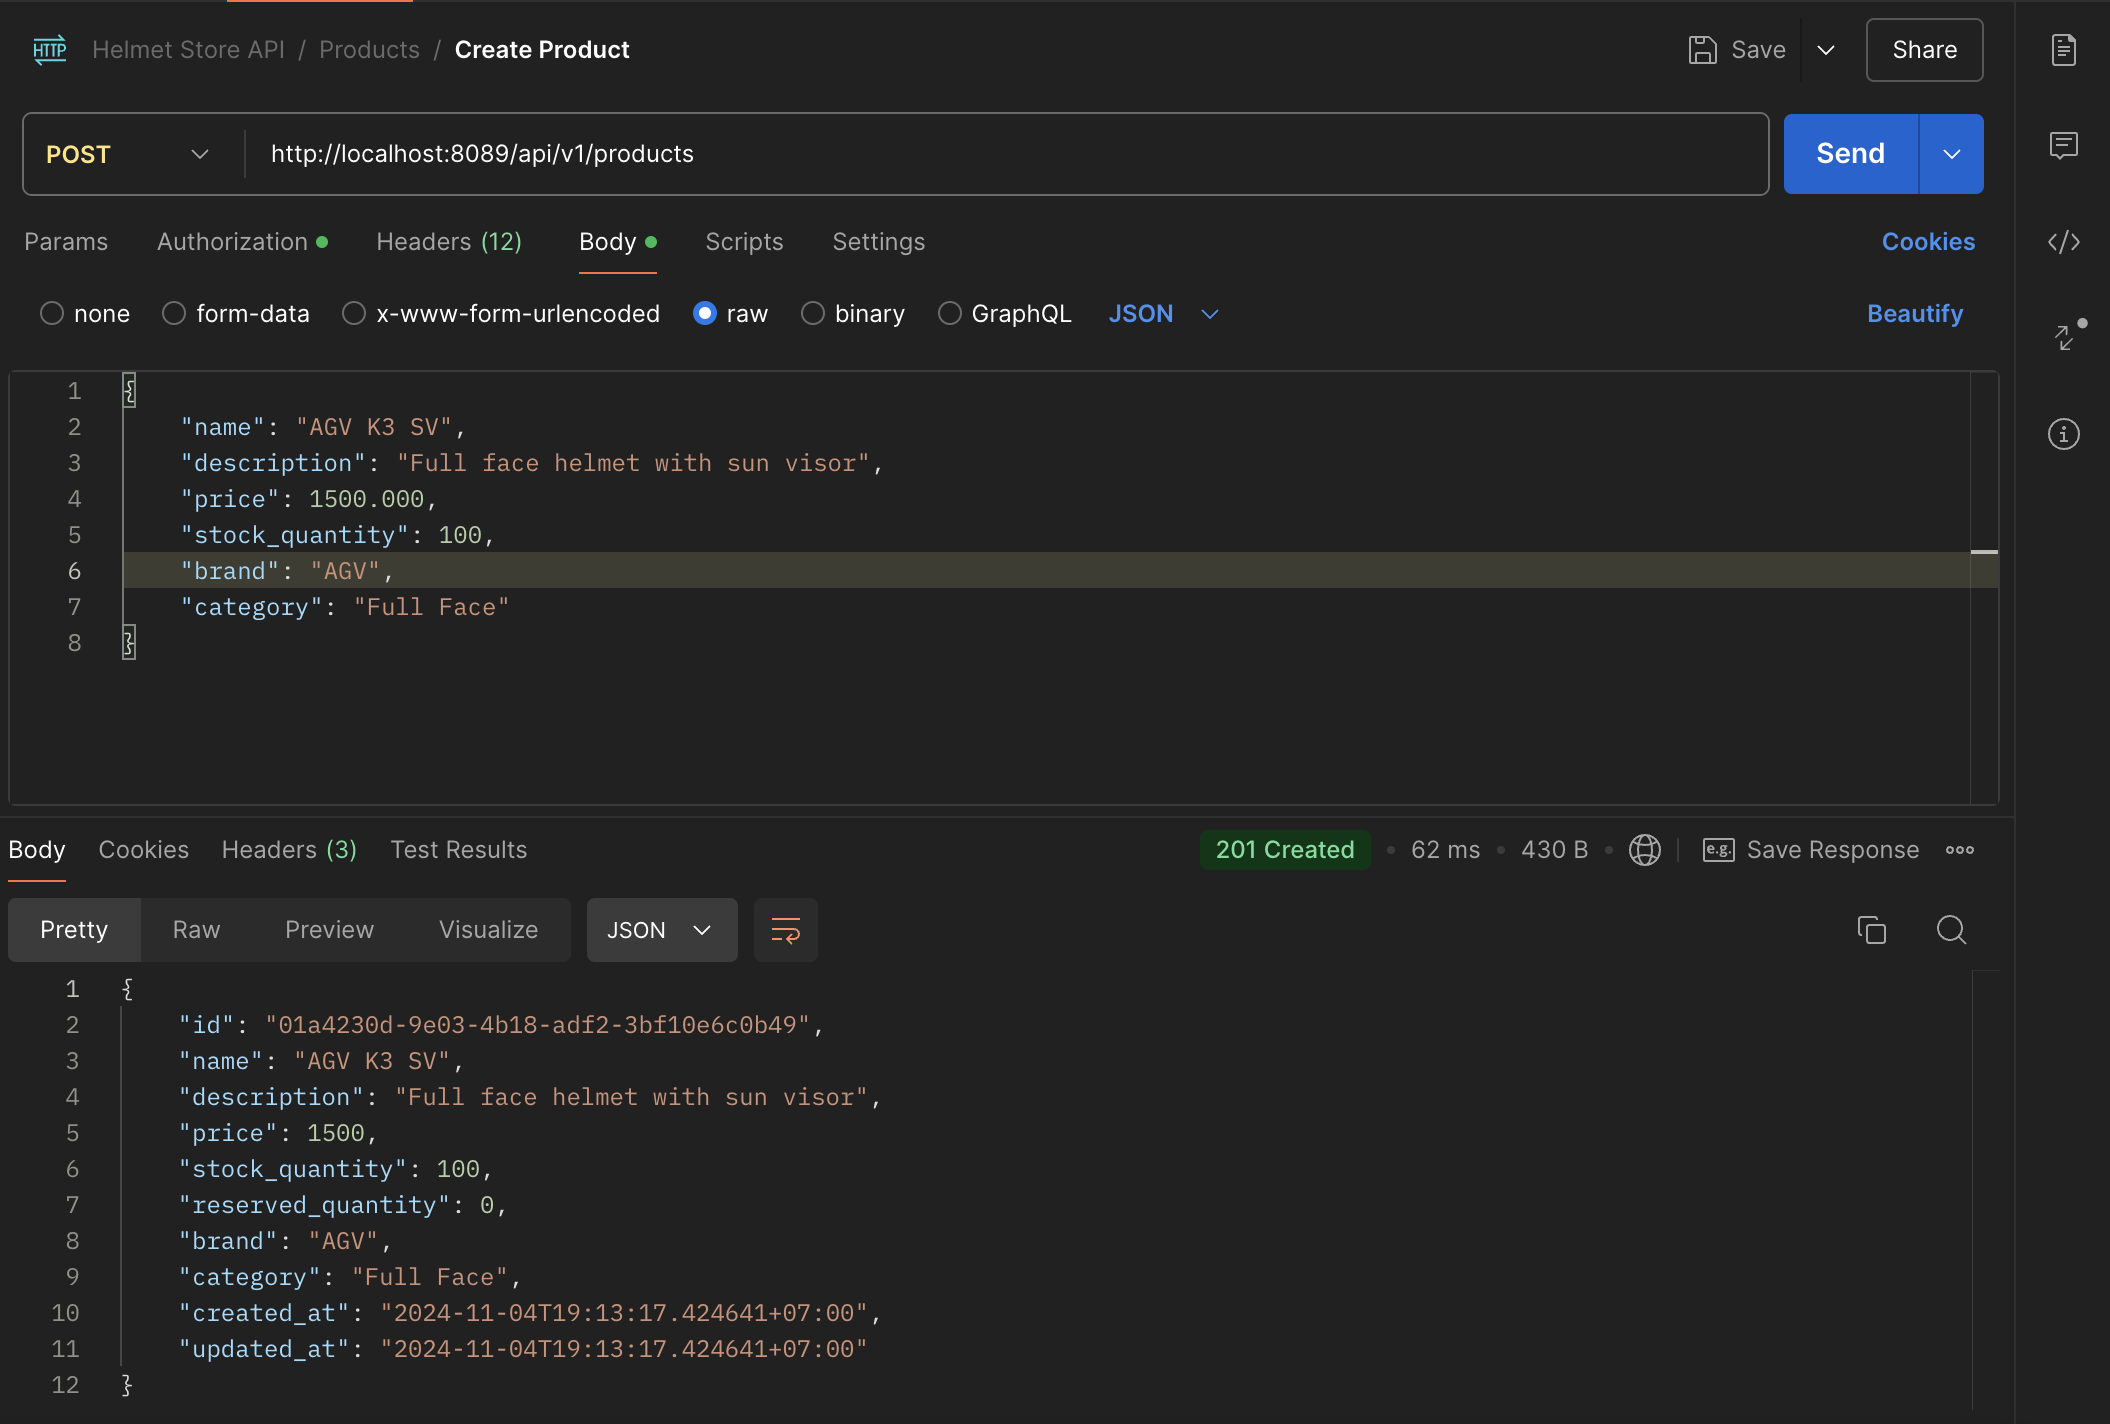 HTTP Helmet Store API / Products / Create Product Save Share
POST http://localhost:8089/api/v1/products Send
Params Authorization Headers (12) Body Scripts Settings Cookies
none form-data x-www-form-urlencoded raw binary GraphQL JSON Beautify
1 {
2 "name": "AGV K3 SV",
3 "description": "Full face helmet with sun visor",
4 "price": 1500.000,
5 "stock_quantity": 100,
6 "brand": "AGV",
7 "category": "Full Face"
8 }
Body Cookies Headers (3) Test Results 201 Created • 62 ms • 430 B • e.g. Save Response
Pretty Raw Preview Visualize JSON
1 {
2 "id": "01a4230d-9e03-4b18-adf2-3bf10e6c0b49",
3 "name": "AGV K3 SV",
4 "description": "Full face helmet with sun visor",
5 "price": 1500,
6 "stock_quantity": 100,
7 "reserved_quantity": 0,
8 "brand": "AGV",
9 "category": "Full Face",
10 "created_at": "2024-11-04T19:13:17.424641+07:00",
11 "updated_at": "2024-11-04T19:13:17.424641+07:00"
12 }